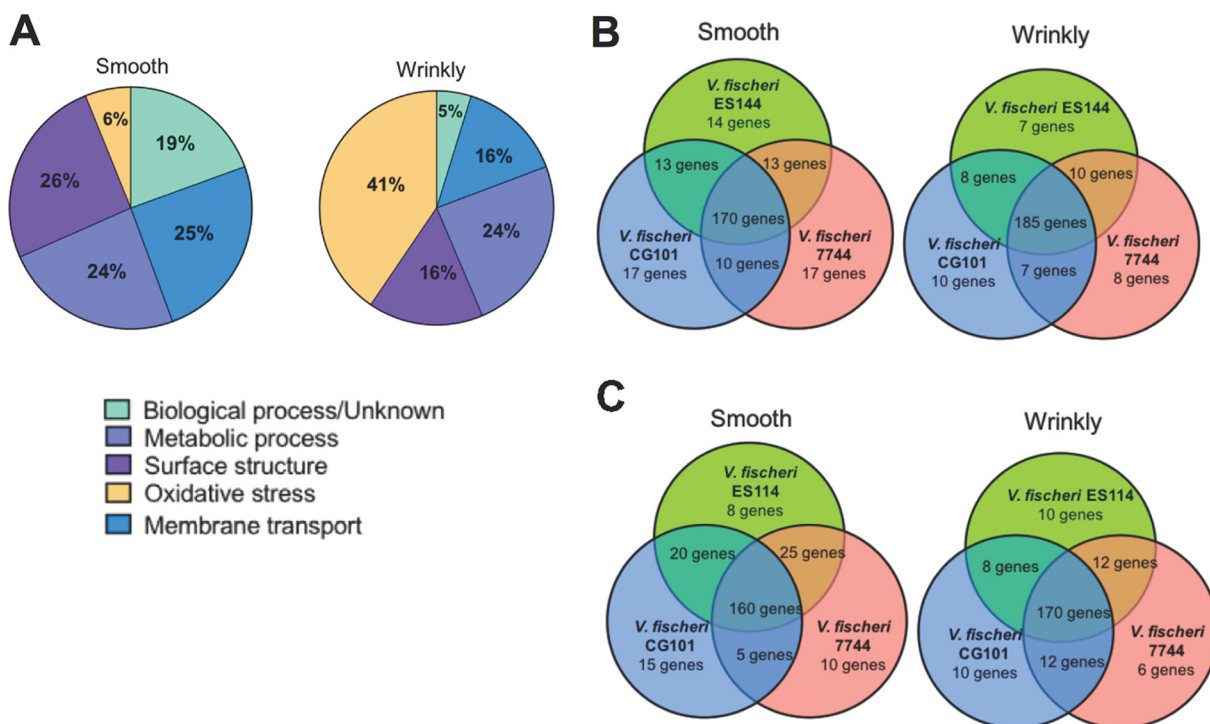 A
Smooth
6%
19%
26%
25%
24%
Wrinkly
5%
16%
41%
24%
16%
Biological process/Unknown
Metabolic process
Surface structure
Oxidative stress
Membrane transport
B
Smooth
V. fischeri
ES144
14 genes
13 genes
13 genes
170 genes
V. fischeri
CG101
17 genes
10 genes
V. fischeri
7744
17 genes
Wrinkly
V. fischeri ES144
7 genes
8 genes
10 genes
185 genes
V. fischeri
CG101
10 genes
7 genes
V. fischeri
7744
8 genes
C
Smooth
V. fischeri
ES114
8 genes
20 genes
25 genes
160 genes
V. fischeri
CG101
15 genes
5 genes
V. fischeri
7744
10 genes
Wrinkly
V. fischeri ES114
10 genes
8 genes
12 genes
170 genes
V. fischeri
CG101
10 genes
12 genes
V. fischeri
7744
6 genes